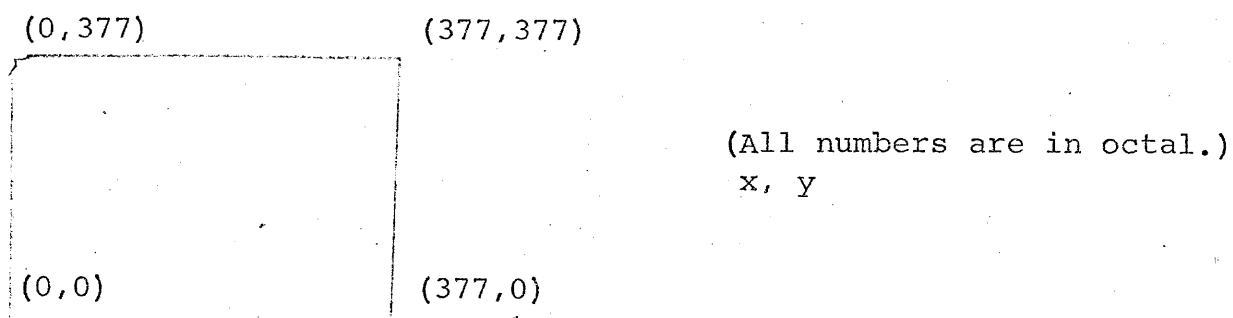 (0,377) (377,377)
(All numbers are in octal.)
x, y
(0,0) (377,0)